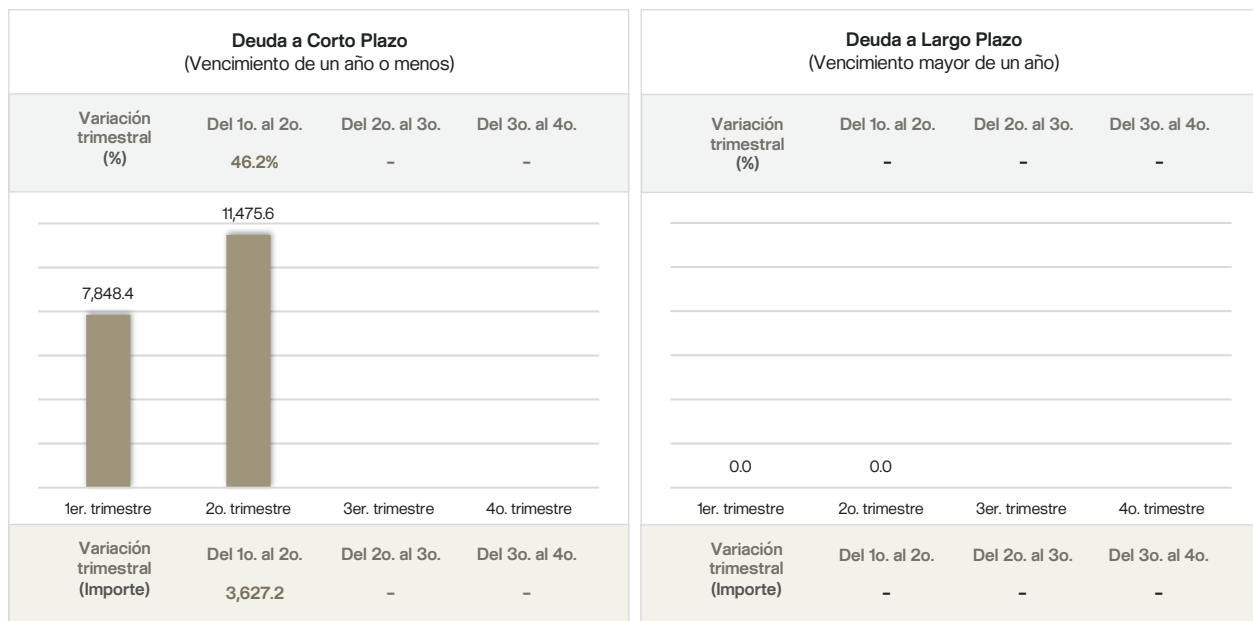 Deuda a Corto Plazo
(Vencimiento de un año o menos)
Variación
trimestral
(%)
Del 1o. al 2o. Del 2o. al 3o. Del 3o. al 4o.
46.2% – –
11,475.6
7,848.4
1er. trimestre 2o. trimestre 3er. trimestre 4o. trimestre
Variación
trimestral
(Importe)
Del 1o. al 2o. Del 2o. al 3o. Del 3o. al 4o.
3,627.2 – –
Deuda a Largo Plazo
(Vencimiento mayor de un año)
Variación
trimestral
(%)
Del 1o. al 2o. Del 2o. al 3o. Del 3o. al 4o.
– – –
0.0 0.0
1er. trimestre 2o. trimestre 3er. trimestre 4o. trimestre
Variación
trimestral
(Importe)
Del 1o. al 2o. Del 2o. al 3o. Del 3o. al 4o.
– – –